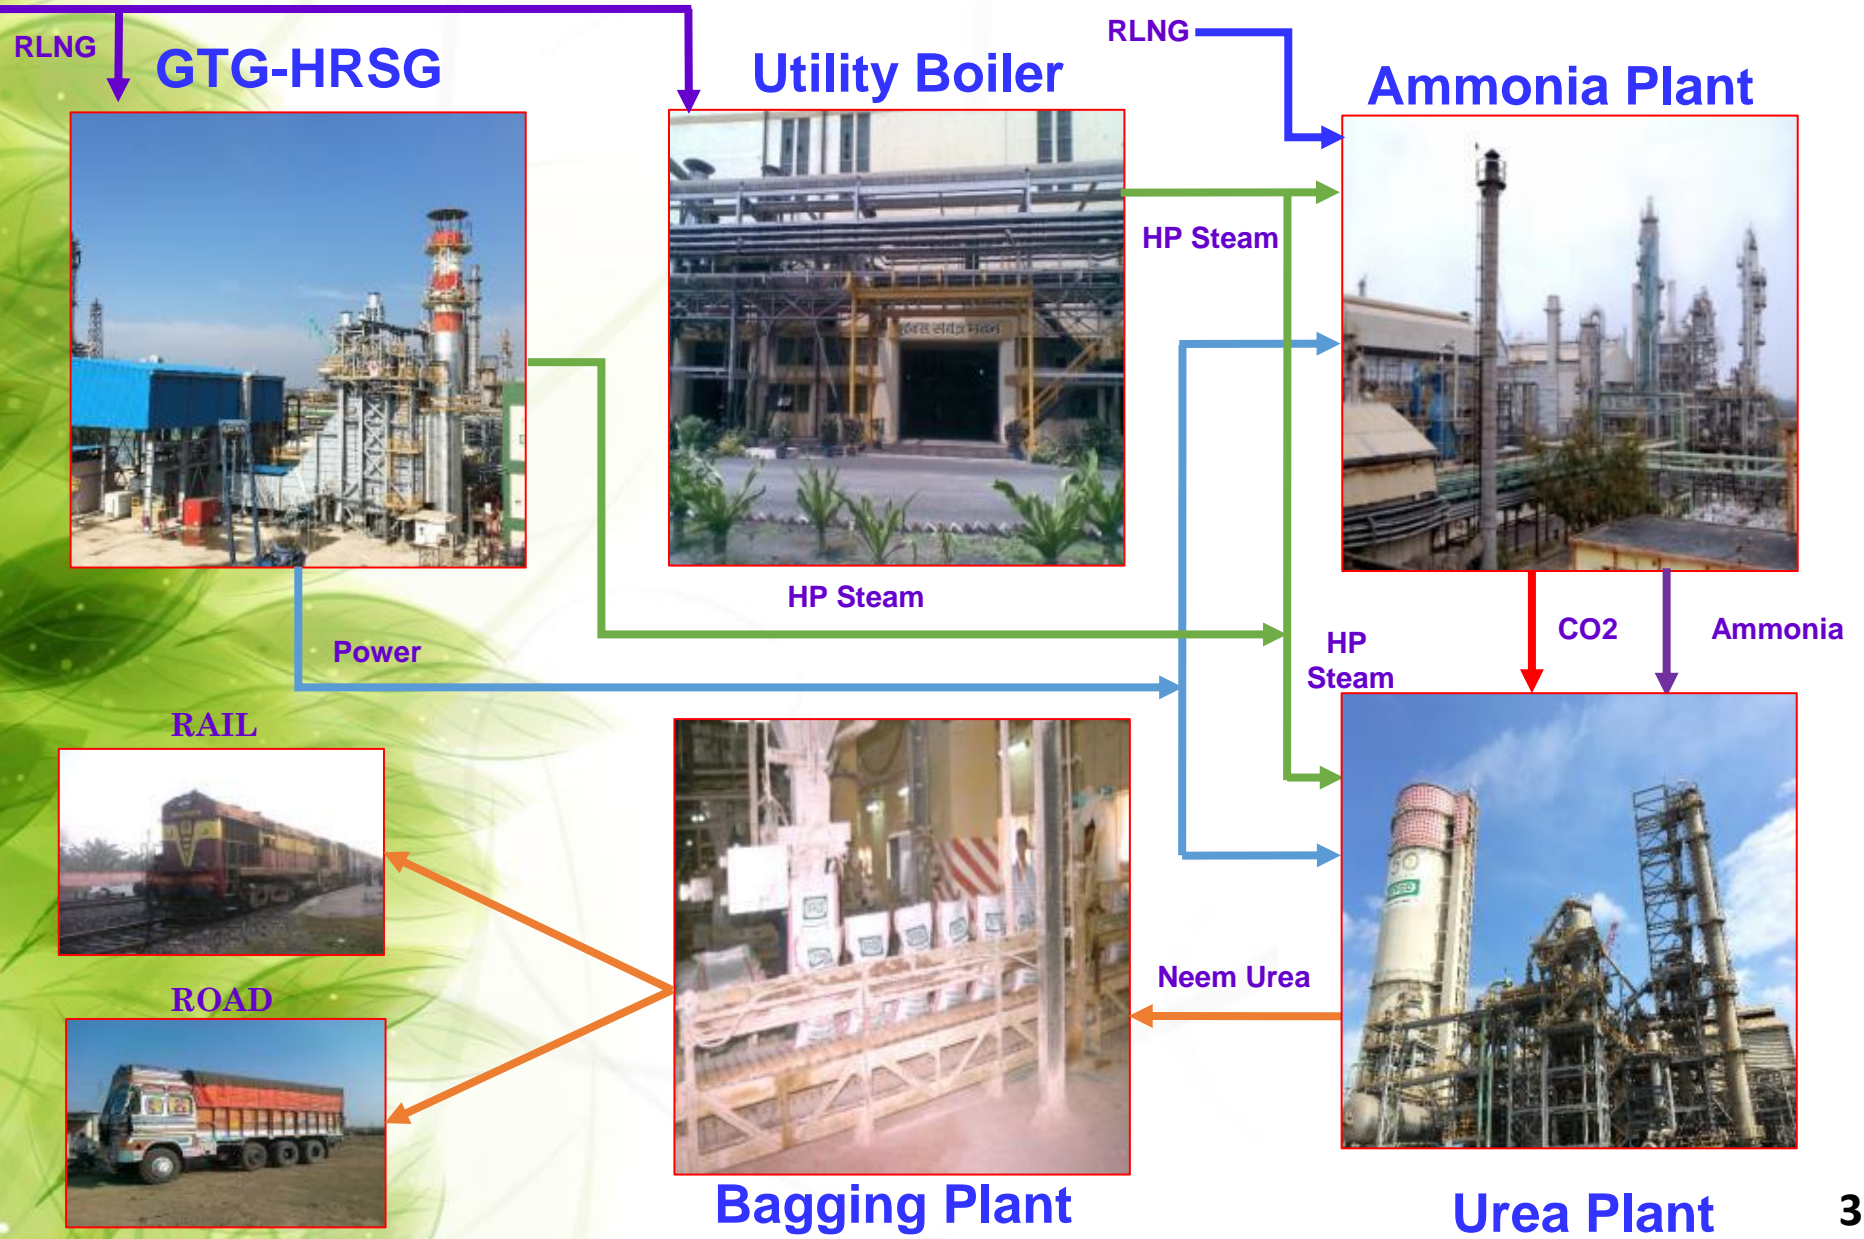 RLNG
GTG-HRSG
Utility Boiler
RLNG
Ammonia Plant
HP Steam
HP Steam
Power
HP
Steam
CO2
Ammonia
RAIL
ROAD
Neem Urea
Bagging Plant
Urea Plant
3